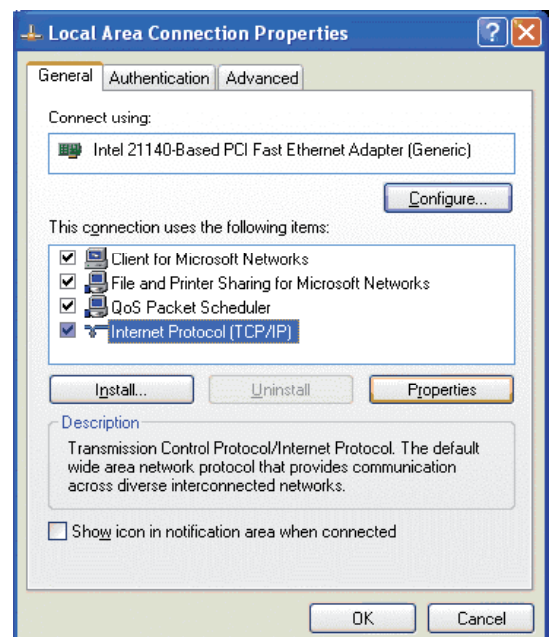 Local Area Connection Properties
General Authentication Advanced
Connect using:
Intel 21140-Based PCI Fast Ethernet Adapter (Generic)
Configure...
This connection uses the following items:
Client for Microsoft Networks
File and Printer Sharing for Microsoft Networks
QoS Packet Scheduler
Internet Protocol (TCP/IP)
Install... Uninstall Properties
Description
Transmission Control Protocol/Internet Protocol. The default
wide area network protocol that provides communication
across diverse interconnected networks.
Show icon in notification area when connected
OK Cancel